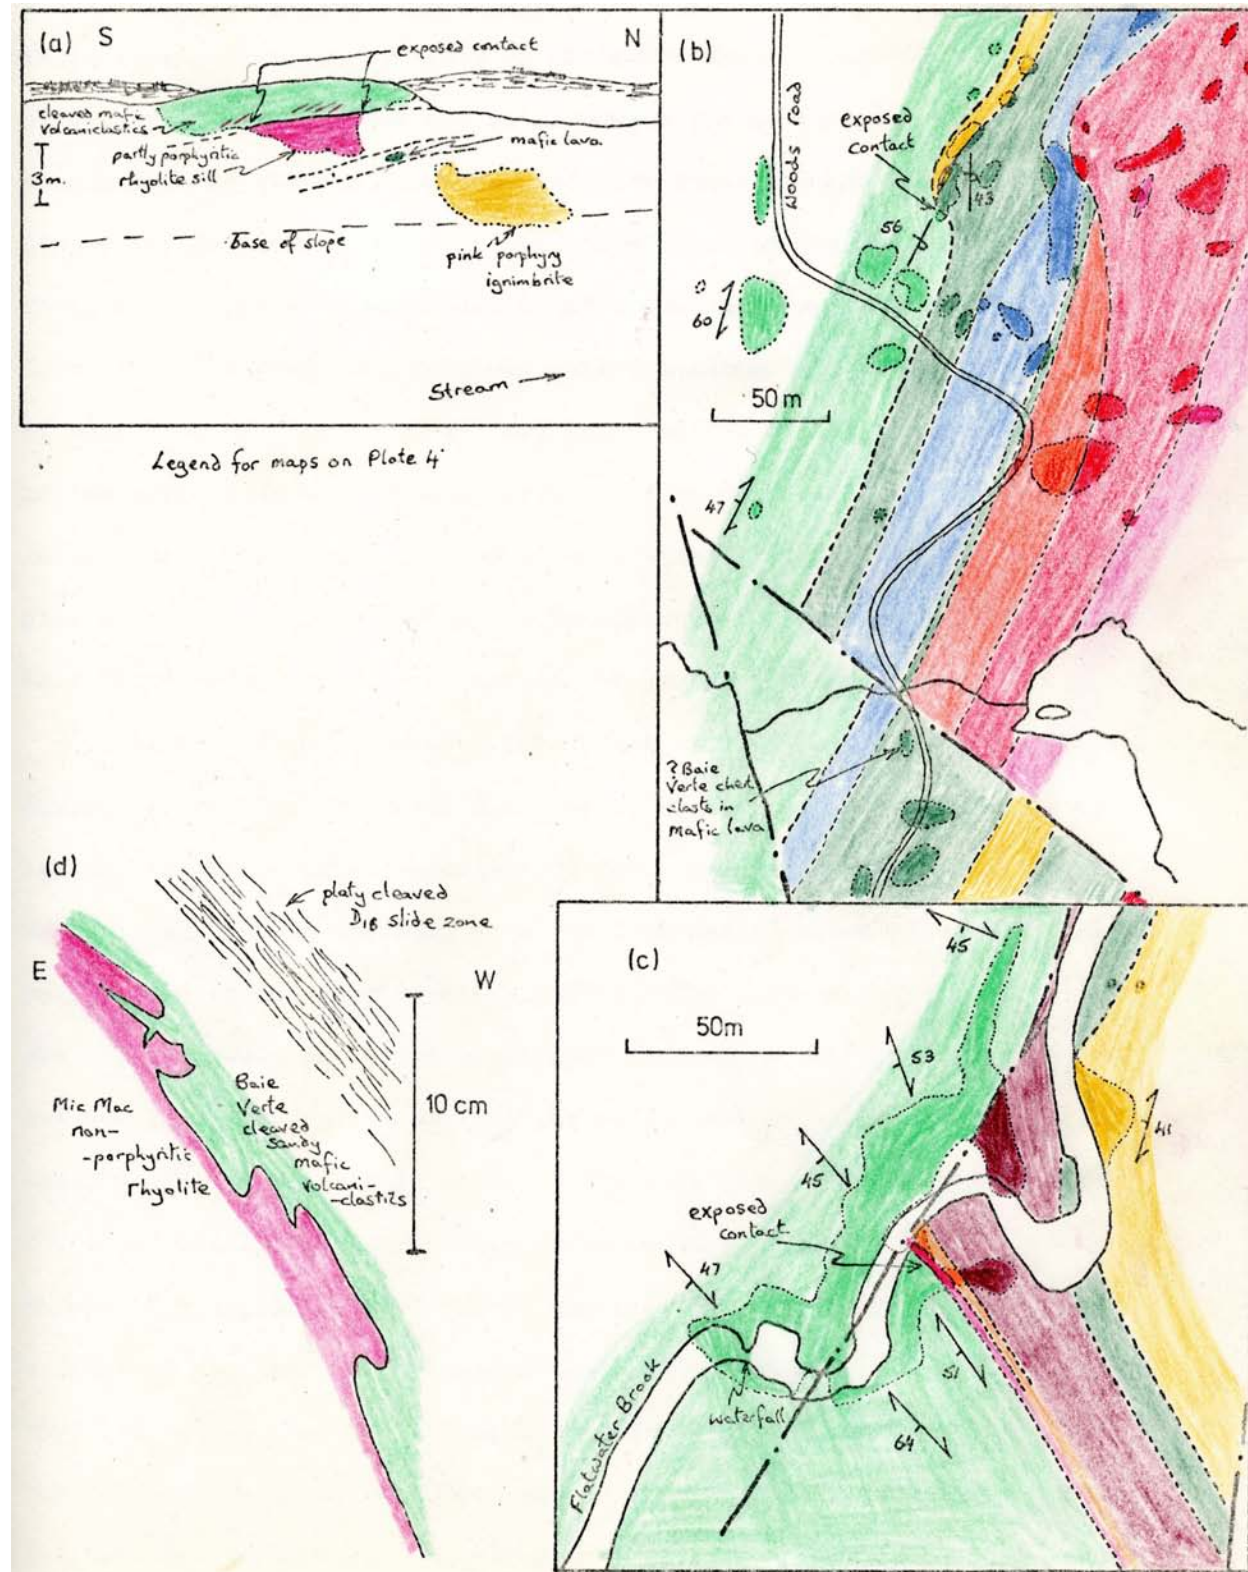 (a)
S
N
exposed contact
cleaved mafic
volcaniclastics
3m.
partly porphyritic
rhyolite sill
mafic lava
base of slope
pink porphyry
ignimbrite
Stream
Legend for maps on Plate 4
(b)
Woods road
exposed
contact
43
56
60
50m
47
? Baie
Verte chert
clasts in
mafic lava
(d)
platy cleaved
slide zone
E
W
10 cm
Mic Mac
non-
-porphyritic
rhyolite
Baie
Verte
cleaved
sandy
mafic
volcani-
-clastics
(c)
50m
45
53
45
41
exposed
contact
47
51
64
waterfall
Flatwater Brook